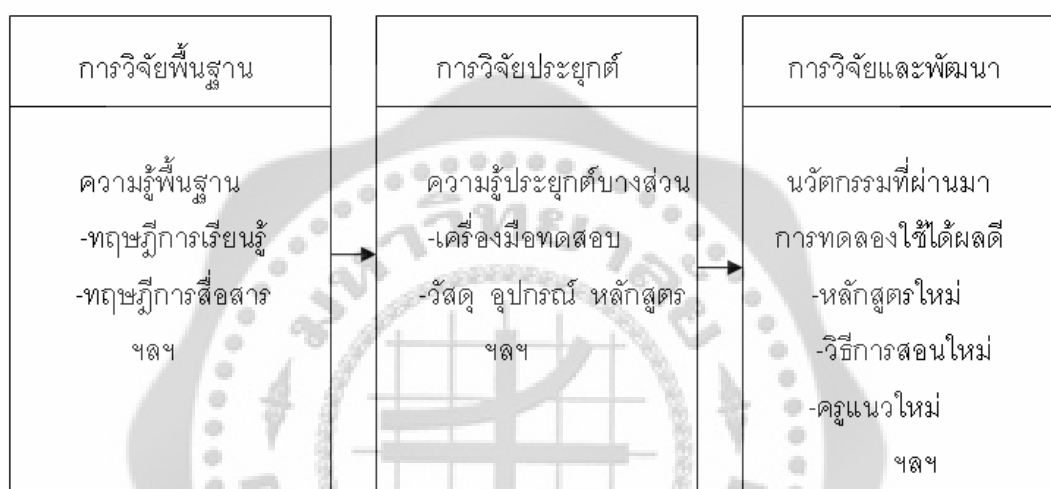 การวิจัยพื้นฐาน
ความรู้พื้นฐาน
-ทฤษฎีการเรียนรู้
-ทฤษฎีการสื่อสาร
ฯลฯ
การวิจัยประยุกต์
ความรู้ประยุกต์บางส่วน
-เครื่องมือทดสอบ
-วัสดุ อุปกรณ์ หลักสูตร
ฯลฯ
การวิจัยและพัฒนา
นวัตกรรมที่ผ่านมา
การทดลองใช้ได้ผลดี
-หลักสูตรใหม่
-วิธีการสอนใหม่
-ครูแนวใหม่
ฯลฯ
มหาวิทยาลัย